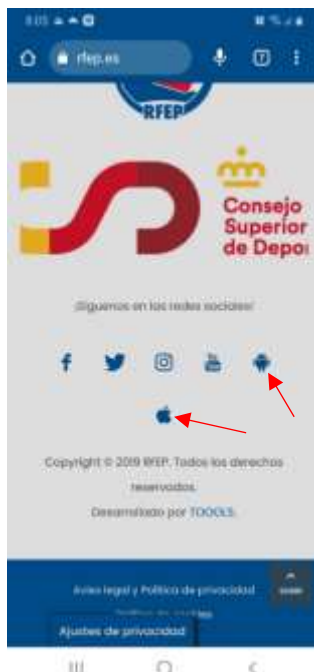 rfep.es
7
RFEP
Consejo
Superior
de Depo
¡Síguenos en las redes sociales!
Copyright © 2019 RFEP. Todos los derechos
reservados.
Desarrollado por TOOOLS.
Aviso legal y Política de privacidad
Ajustes de privacidad